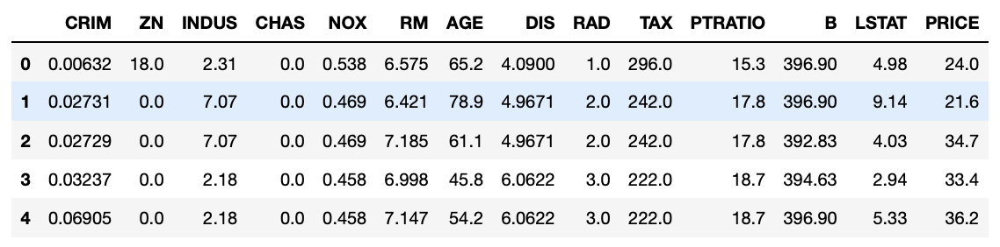 CRIM ZN INDUS CHAS NOX RM AGE DIS RAD TAX PTRATIO B LSTAT PRICE
0 0.00632 18.0 2.31 0.0 0.538 6.575 65.2 4.0900 1.0 296.0 15.3 396.90 4.98 24.0
1 0.02731 0.0 7.07 0.0 0.469 6.421 78.9 4.9671 2.0 242.0 17.8 396.90 9.14 21.6
2 0.02729 0.0 7.07 0.0 0.469 7.185 61.1 4.9671 2.0 242.0 17.8 392.83 4.03 34.7
3 0.03237 0.0 2.18 0.0 0.458 6.998 45.8 6.0622 3.0 222.0 18.7 394.63 2.94 33.4
4 0.06905 0.0 2.18 0.0 0.458 7.147 54.2 6.0622 3.0 222.0 18.7 396.90 5.33 36.2